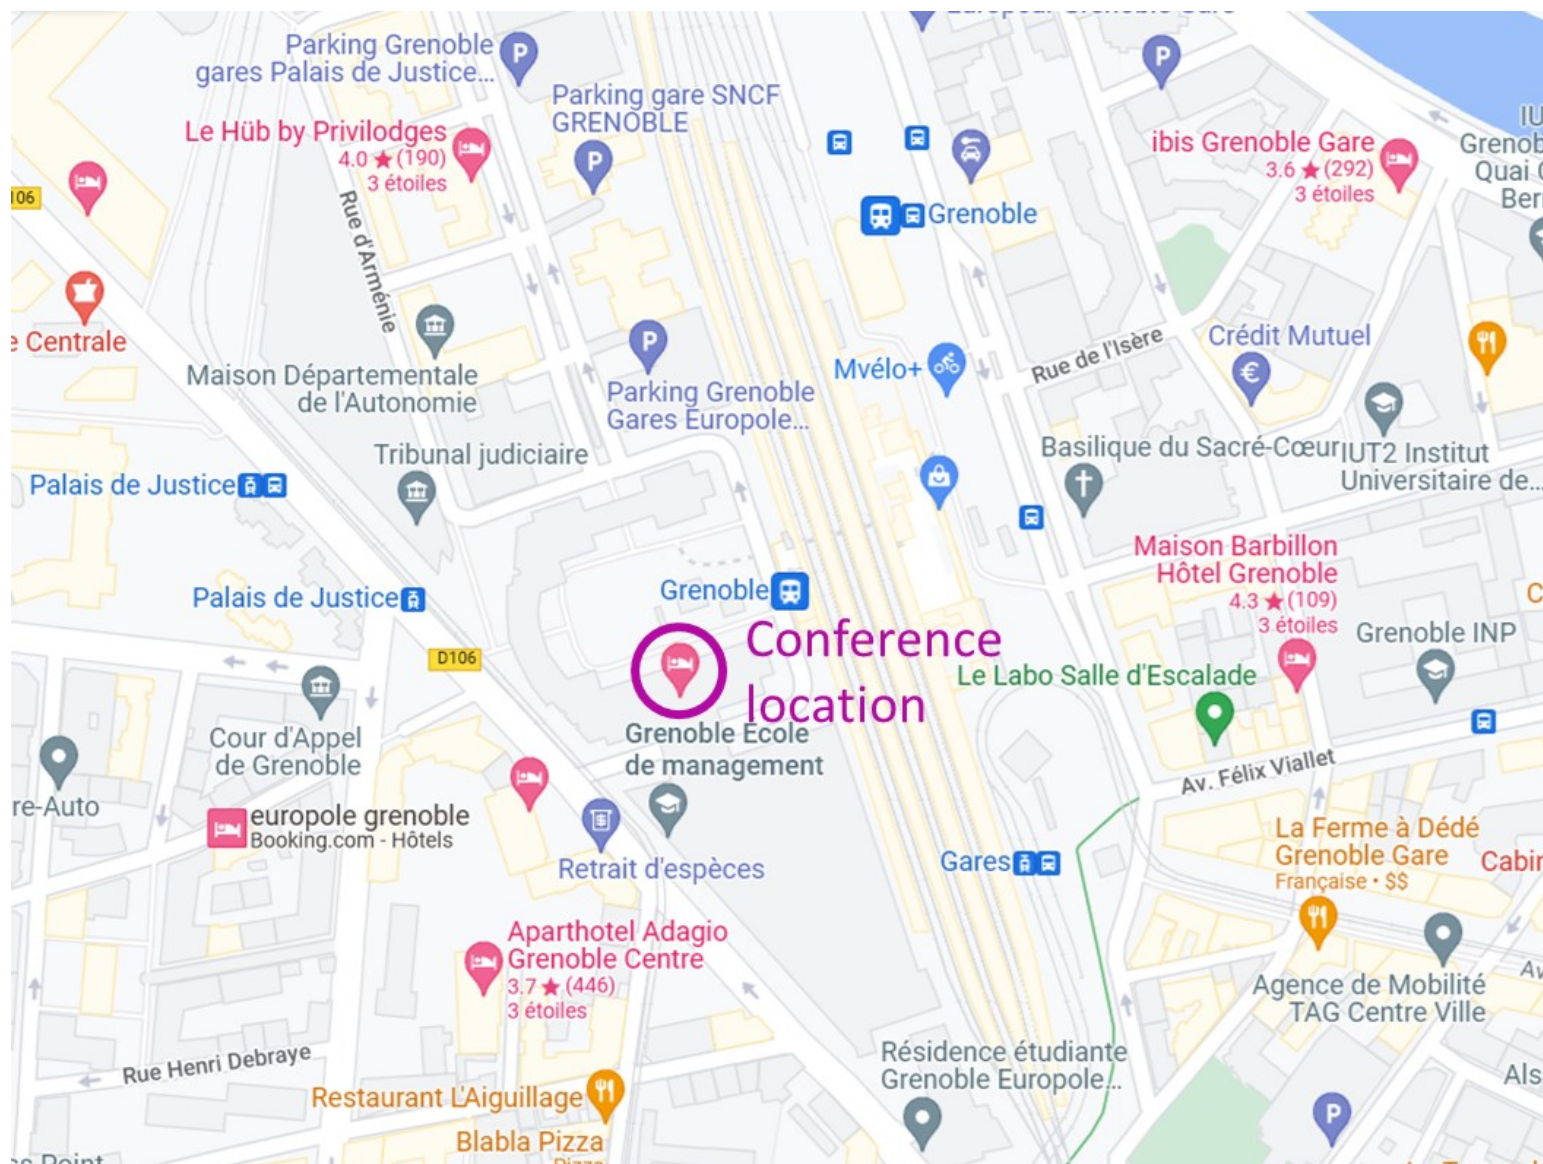 Parking Grenoble
gares Palais de Justice...
Parking gare SNCF
GRENOBLE
Le Hüb by Privilodges
4.0 ★ (190)
3 étoiles
ibis Grenoble Gare
3.6 ★ (292)
3 étoiles
Quai
106
Grenoble
Rue d'Arménie
Centrale
Maison Départementale
de l'Autonomie
Parking Grenoble
Gares Europole...
Mvélo+
Rue de l'Isère
Crédit Mutuel
Tribunal judiciaire
Basilique du Sacré-Cœur
IUT2 Institut
Universitaire de...
Palais de Justice
Maison Barbillon
Hôtel Grenoble
4.3 ★ (109)
3 étoiles
Palais de Justice
Grenoble
Conference
location
D106
Grenoble INP
Le Labo Salle d'Escalade
Grenoble Ecole
de management
Cour d'Appel
de Grenoble
Av. Félix Viallet
re-Auto
europole grenoble
Booking.com - Hôtels
Retrait d'espèces
Gares
La Ferme à Dédé
Grenoble Gare
Française • $$
Aparthotel Adagio
Grenoble Centre
3.7 ★ (446)
3 étoiles
Agence de Mobilité
TAG Centre Ville
Rue Henri Debraye
Résidence étudiante
Grenoble Europole...
Restaurant L'Aiguillage
Blabla Pizza